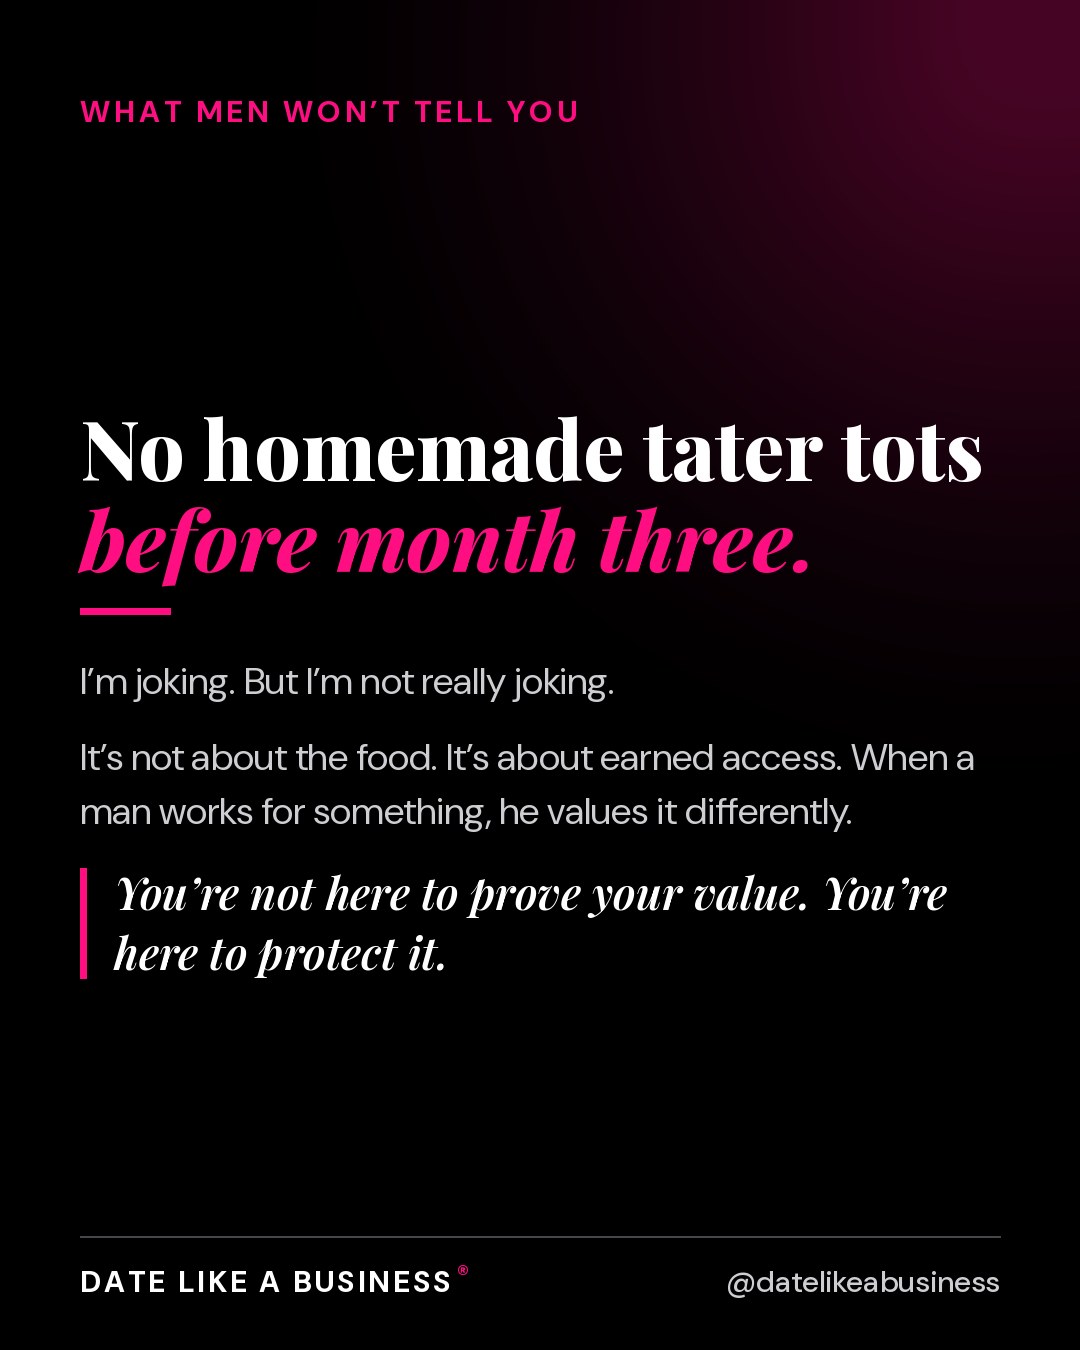 WHAT MEN WON’T TELL YOU
No homemade tater tots
before month three.
I’m joking. But I’m not really joking.
It’s not about the food. It’s about earned access. When a
man works for something, he values it differently.
You’re not here to prove your value. You’re
here to protect it.
DATE LIKE A BUSINESS®
@datelikeabusiness